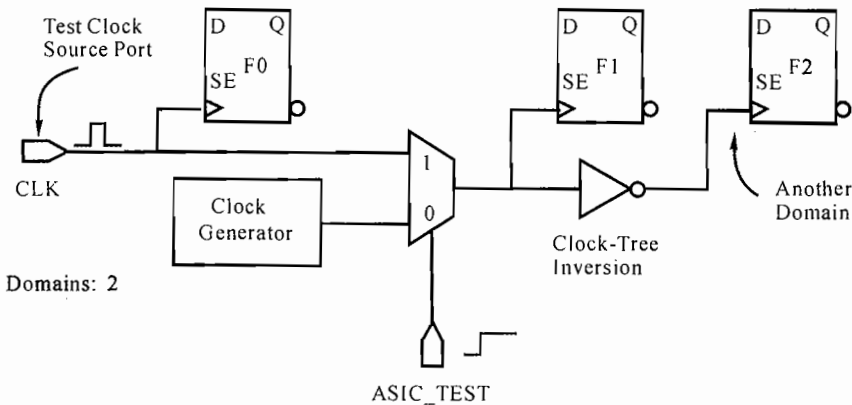 Test Clock
Source Port
D Q
F0
SE
D Q
F1
SE
D Q
F2
SE
CLK
1
0
Clock
Generator
Another
Domain
Clock-Tree
Inversion
Domains: 2
ASIC_TEST